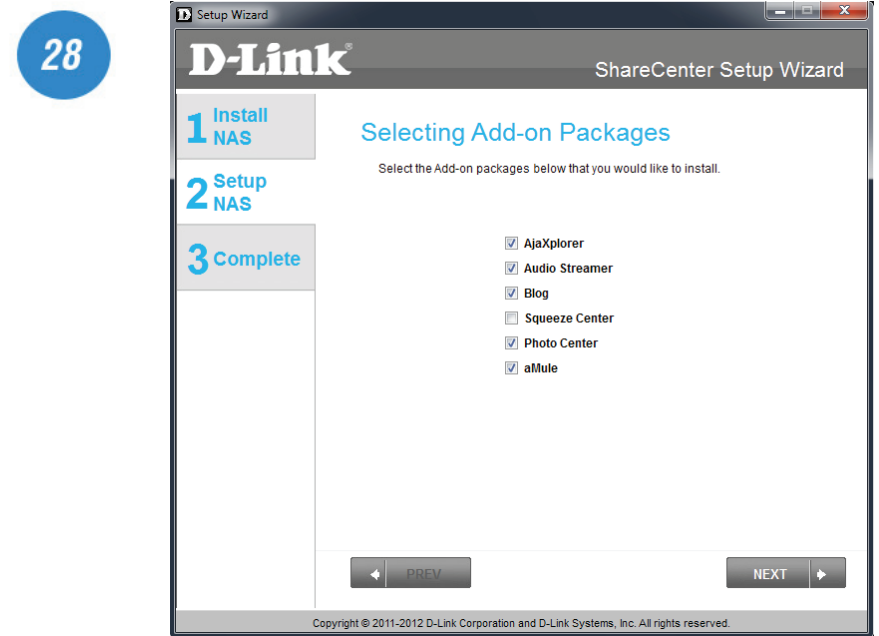 28
Setup Wizard
D-Link®
ShareCenter Setup Wizard
1 Install
NAS
2 Setup
NAS
3 Complete
Selecting Add-on Packages
Select the Add-on packages below that you would like to install.
AjaXplorer
Audio Streamer
Blog
Squeeze Center
Photo Center
aMule
PREV
NEXT
Copyright © 2011-2012 D-Link Corporation and D-Link Systems, Inc. All rights reserved.